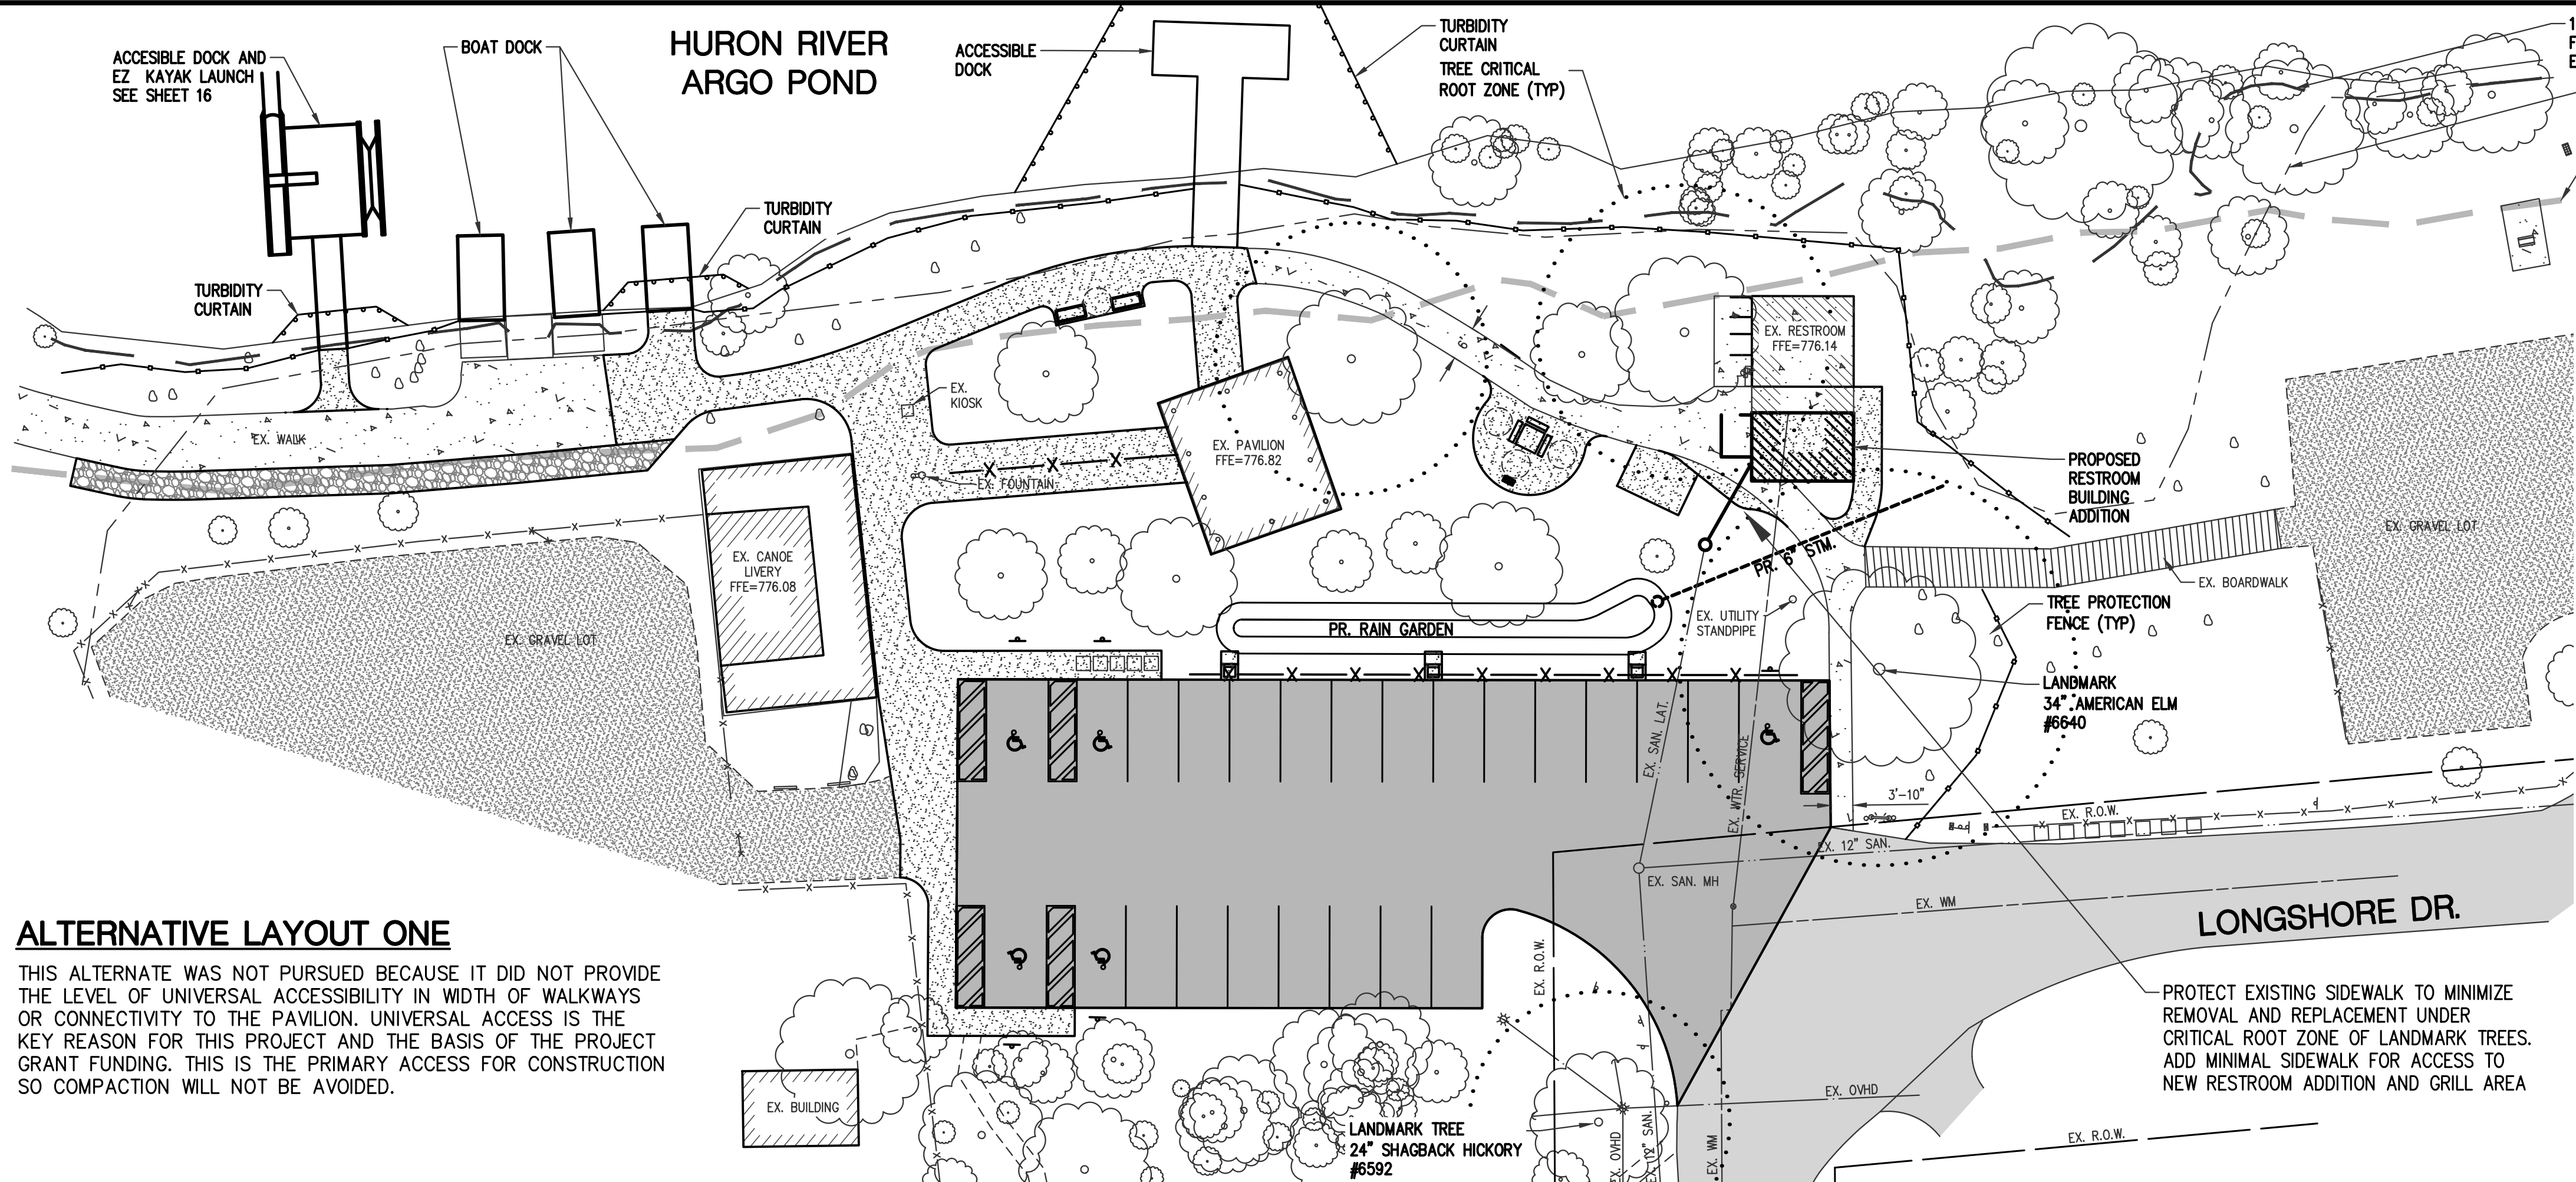 ACCESIBLE DOCK AND
EZ KAYAK LAUNCH
SEE SHEET 16
BOAT DOCK
HURON RIVER
ARGO POND
ACCESSIBLE
DOCK
TURBIDITY
CURTAIN
TREE CRITICAL
ROOT ZONE (TYP)
1
F
E
TURBIDITY
CURTAIN
TURBIDITY
CURTAIN
EX. RESTROOM
FFE=776.14
6'
EX.
KIOSK
EX. WALK
EX. PAVILION
FFE=776.82
EX. FOUNTAIN
PROPOSED
RESTROOM
BUILDING
ADDITION
EX. GRAVEL LOT
EX. CANOE
LIVERY
FFE=776.08
PR. 6" STM.
EX. BOARDWALK
EX. GRAVEL LOT
PR. RAIN GARDEN
EX. UTILITY
STANDPIPE
TREE PROTECTION
FENCE (TYP)
LANDMARK
34" AMERICAN ELM
#6640
EX. SAN. LAT.
EX. WTR. SERVICE
3'-10"
EX. R.O.W.
EX. 12" SAN.
EX. SAN. MH
EX. WM
LONGSHORE DR.
EX. R.O.W.
ALTERNATIVE LAYOUT ONE
THIS ALTERNATE WAS NOT PURSUED BECAUSE IT DID NOT PROVIDE
THE LEVEL OF UNIVERSAL ACCESSIBILITY IN WIDTH OF WALKWAYS
OR CONNECTIVITY TO THE PAVILION. UNIVERSAL ACCESS IS THE
KEY REASON FOR THIS PROJECT AND THE BASIS OF THE PROJECT
GRANT FUNDING. THIS IS THE PRIMARY ACCESS FOR CONSTRUCTION
SO COMPACTION WILL NOT BE AVOIDED.
PROTECT EXISTING SIDEWALK TO MINIMIZE
REMOVAL AND REPLACEMENT UNDER
CRITICAL ROOT ZONE OF LANDMARK TREES.
ADD MINIMAL SIDEWALK FOR ACCESS TO
NEW RESTROOM ADDITION AND GRILL AREA
EX. BUILDING
EX. OVHD
LANDMARK TREE
24" SHAGBACK HICKORY
#6592
EX. OVHD
EX. 12" SAN.
EX. WM
EX. R.O.W.